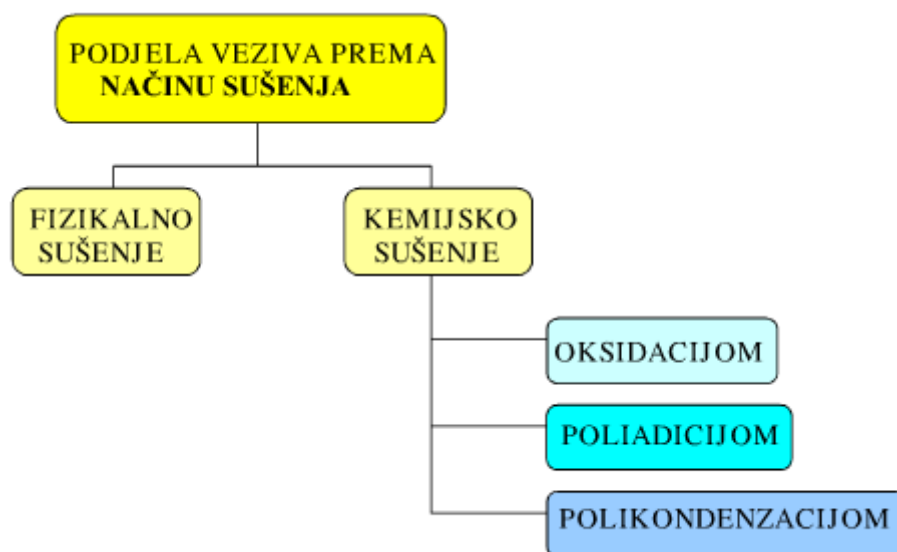 PODJELA VEZIVA PREMA
NAČINU SUŠENJA
FIZIKALNO
SUŠENJE
KEMIJSKO
SUŠENJE
OKSIDACIJOM
POLIADICIJOM
POLIKONDENZACIJOM